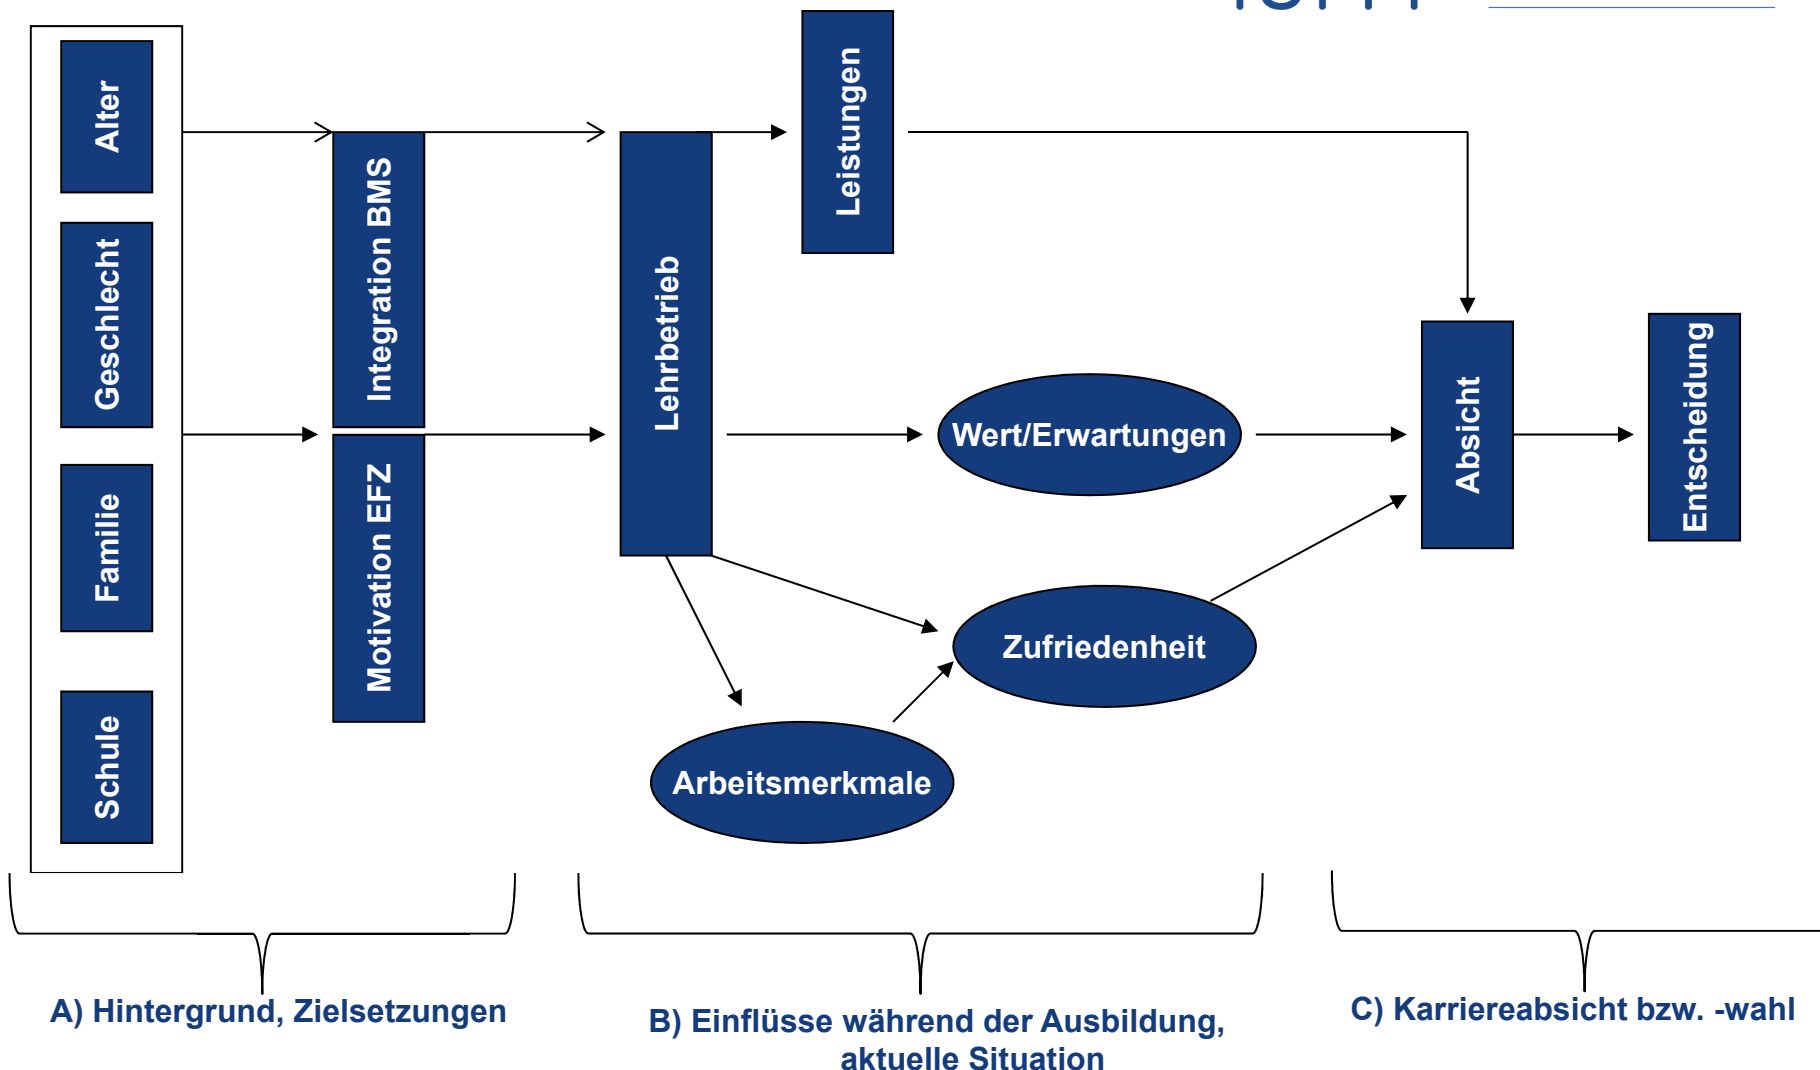 Alter
Geschlecht
Familie
Schule
Integration BMS
Motivation EFZ
Lehrbetrieb
Leistungen
Wert/Erwartungen
Zufriedenheit
Arbeitsmerkmale
Absicht
Entscheidung
A) Hintergrund, Zielsetzungen
B) Einflüsse während der Ausbildung,
aktuelle Situation
C) Karriereabsicht bzw. -wahl